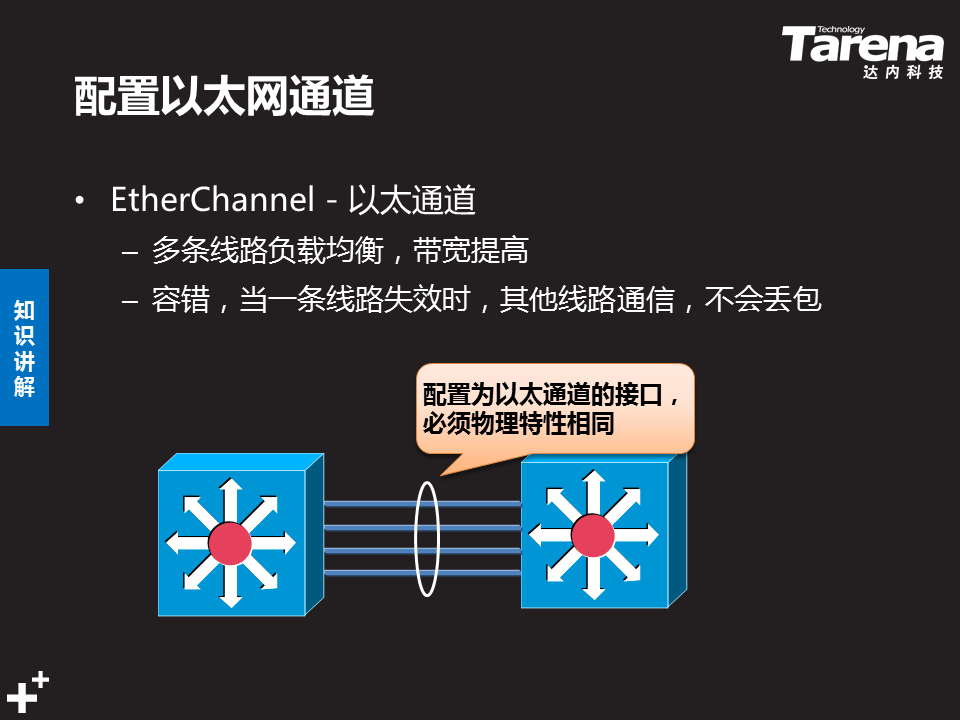 Technology
Tarena
达内科技
配置以太网通道
• EtherChannel - 以太通道
– 多条线路负载均衡，带宽提高
– 容错，当一条线路失效时，其他线路通信，不会丢包
知识讲解
配置为以太通道的接口，
必须物理特性相同